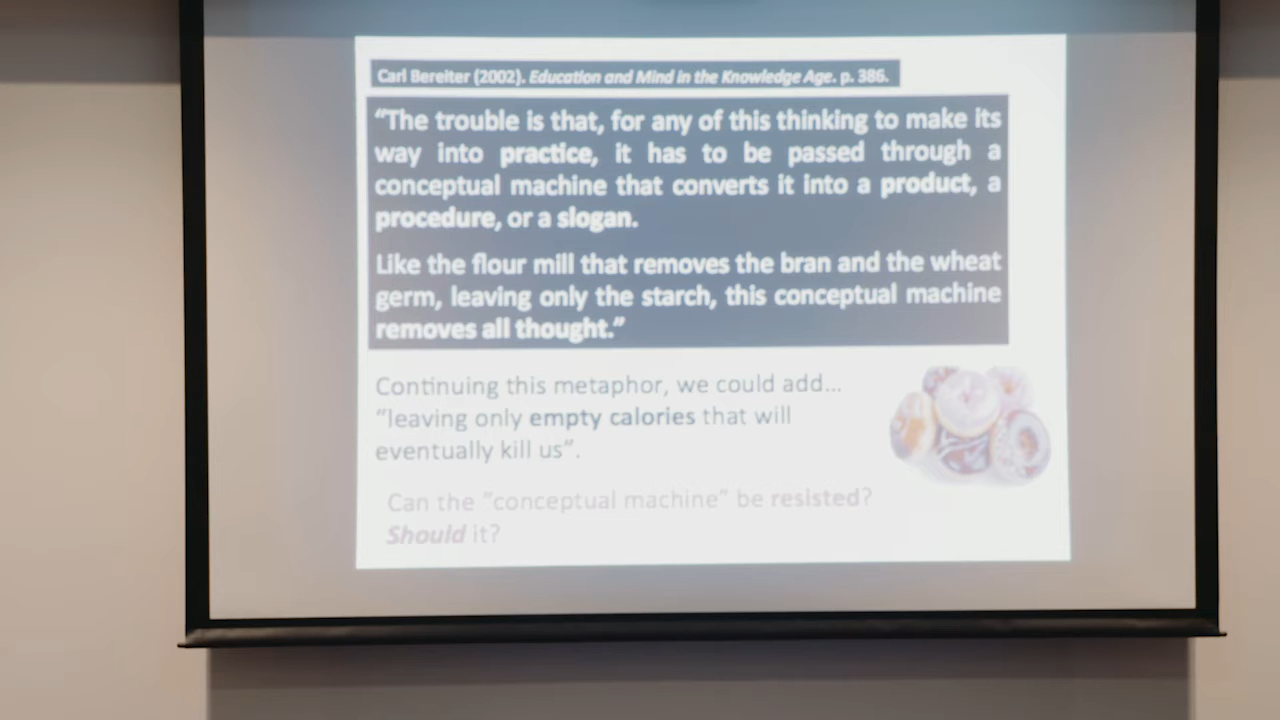 Carl Bereiter (2002). Education and Mind in the Knowledge Age. p. 386.
“The trouble is that, for any of this thinking to make its
way into practice, it has to be passed through a
conceptual machine that converts it into a product, a
procedure, or a slogan.
Like the flour mill that removes the bran and the wheat
germ, leaving only the starch, this conceptual machine
removes all thought.”
Continuing this metaphor, we could add...
“leaving only empty calories that will
eventually kill us”.
Can the “conceptual machine” be resisted?
Should it?